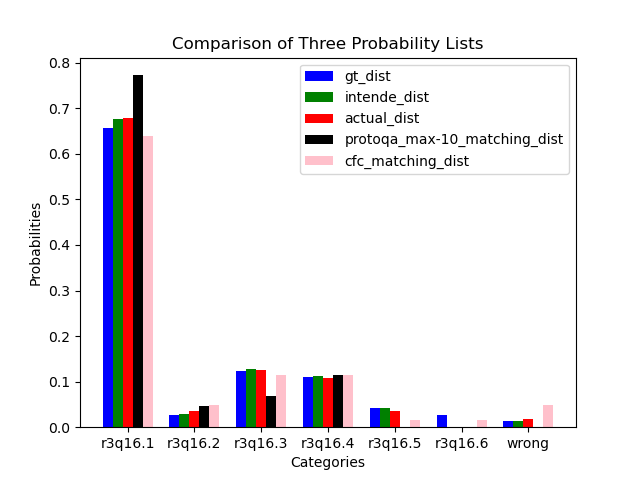 Comparison of Three Probability Lists
gt_dist
intende_dist
actual_dist
protoqa_max-10_matching_dist
cfc_matching_dist
Probabilities
0.8
0.7
0.6
0.5
0.4
0.3
0.2
0.1
0.0
r3q16.1 r3q16.2 r3q16.3 r3q16.4 r3q16.5 r3q16.6 wrong
Categories